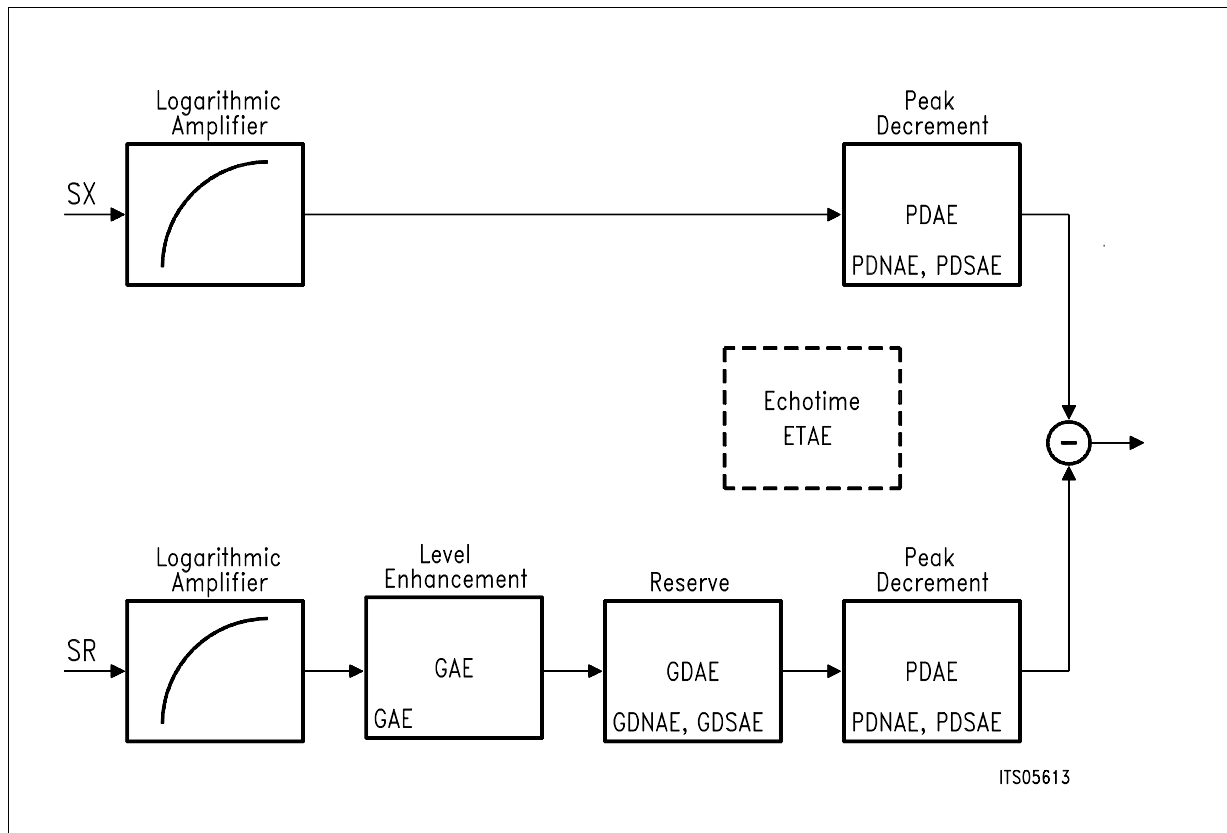 Logarithmic
Amplifier
Peak
Decrement
SX
PDAE
PDNAE, PDSAE
Echotime
ETAE
-
Logarithmic
Amplifier
Level
Enhancement
Reserve
Peak
Decrement
SR
GAE
GAE
GDAE
GDNAE, GDSAE
PDAE
PDNAE, PDSAE
ITS05613